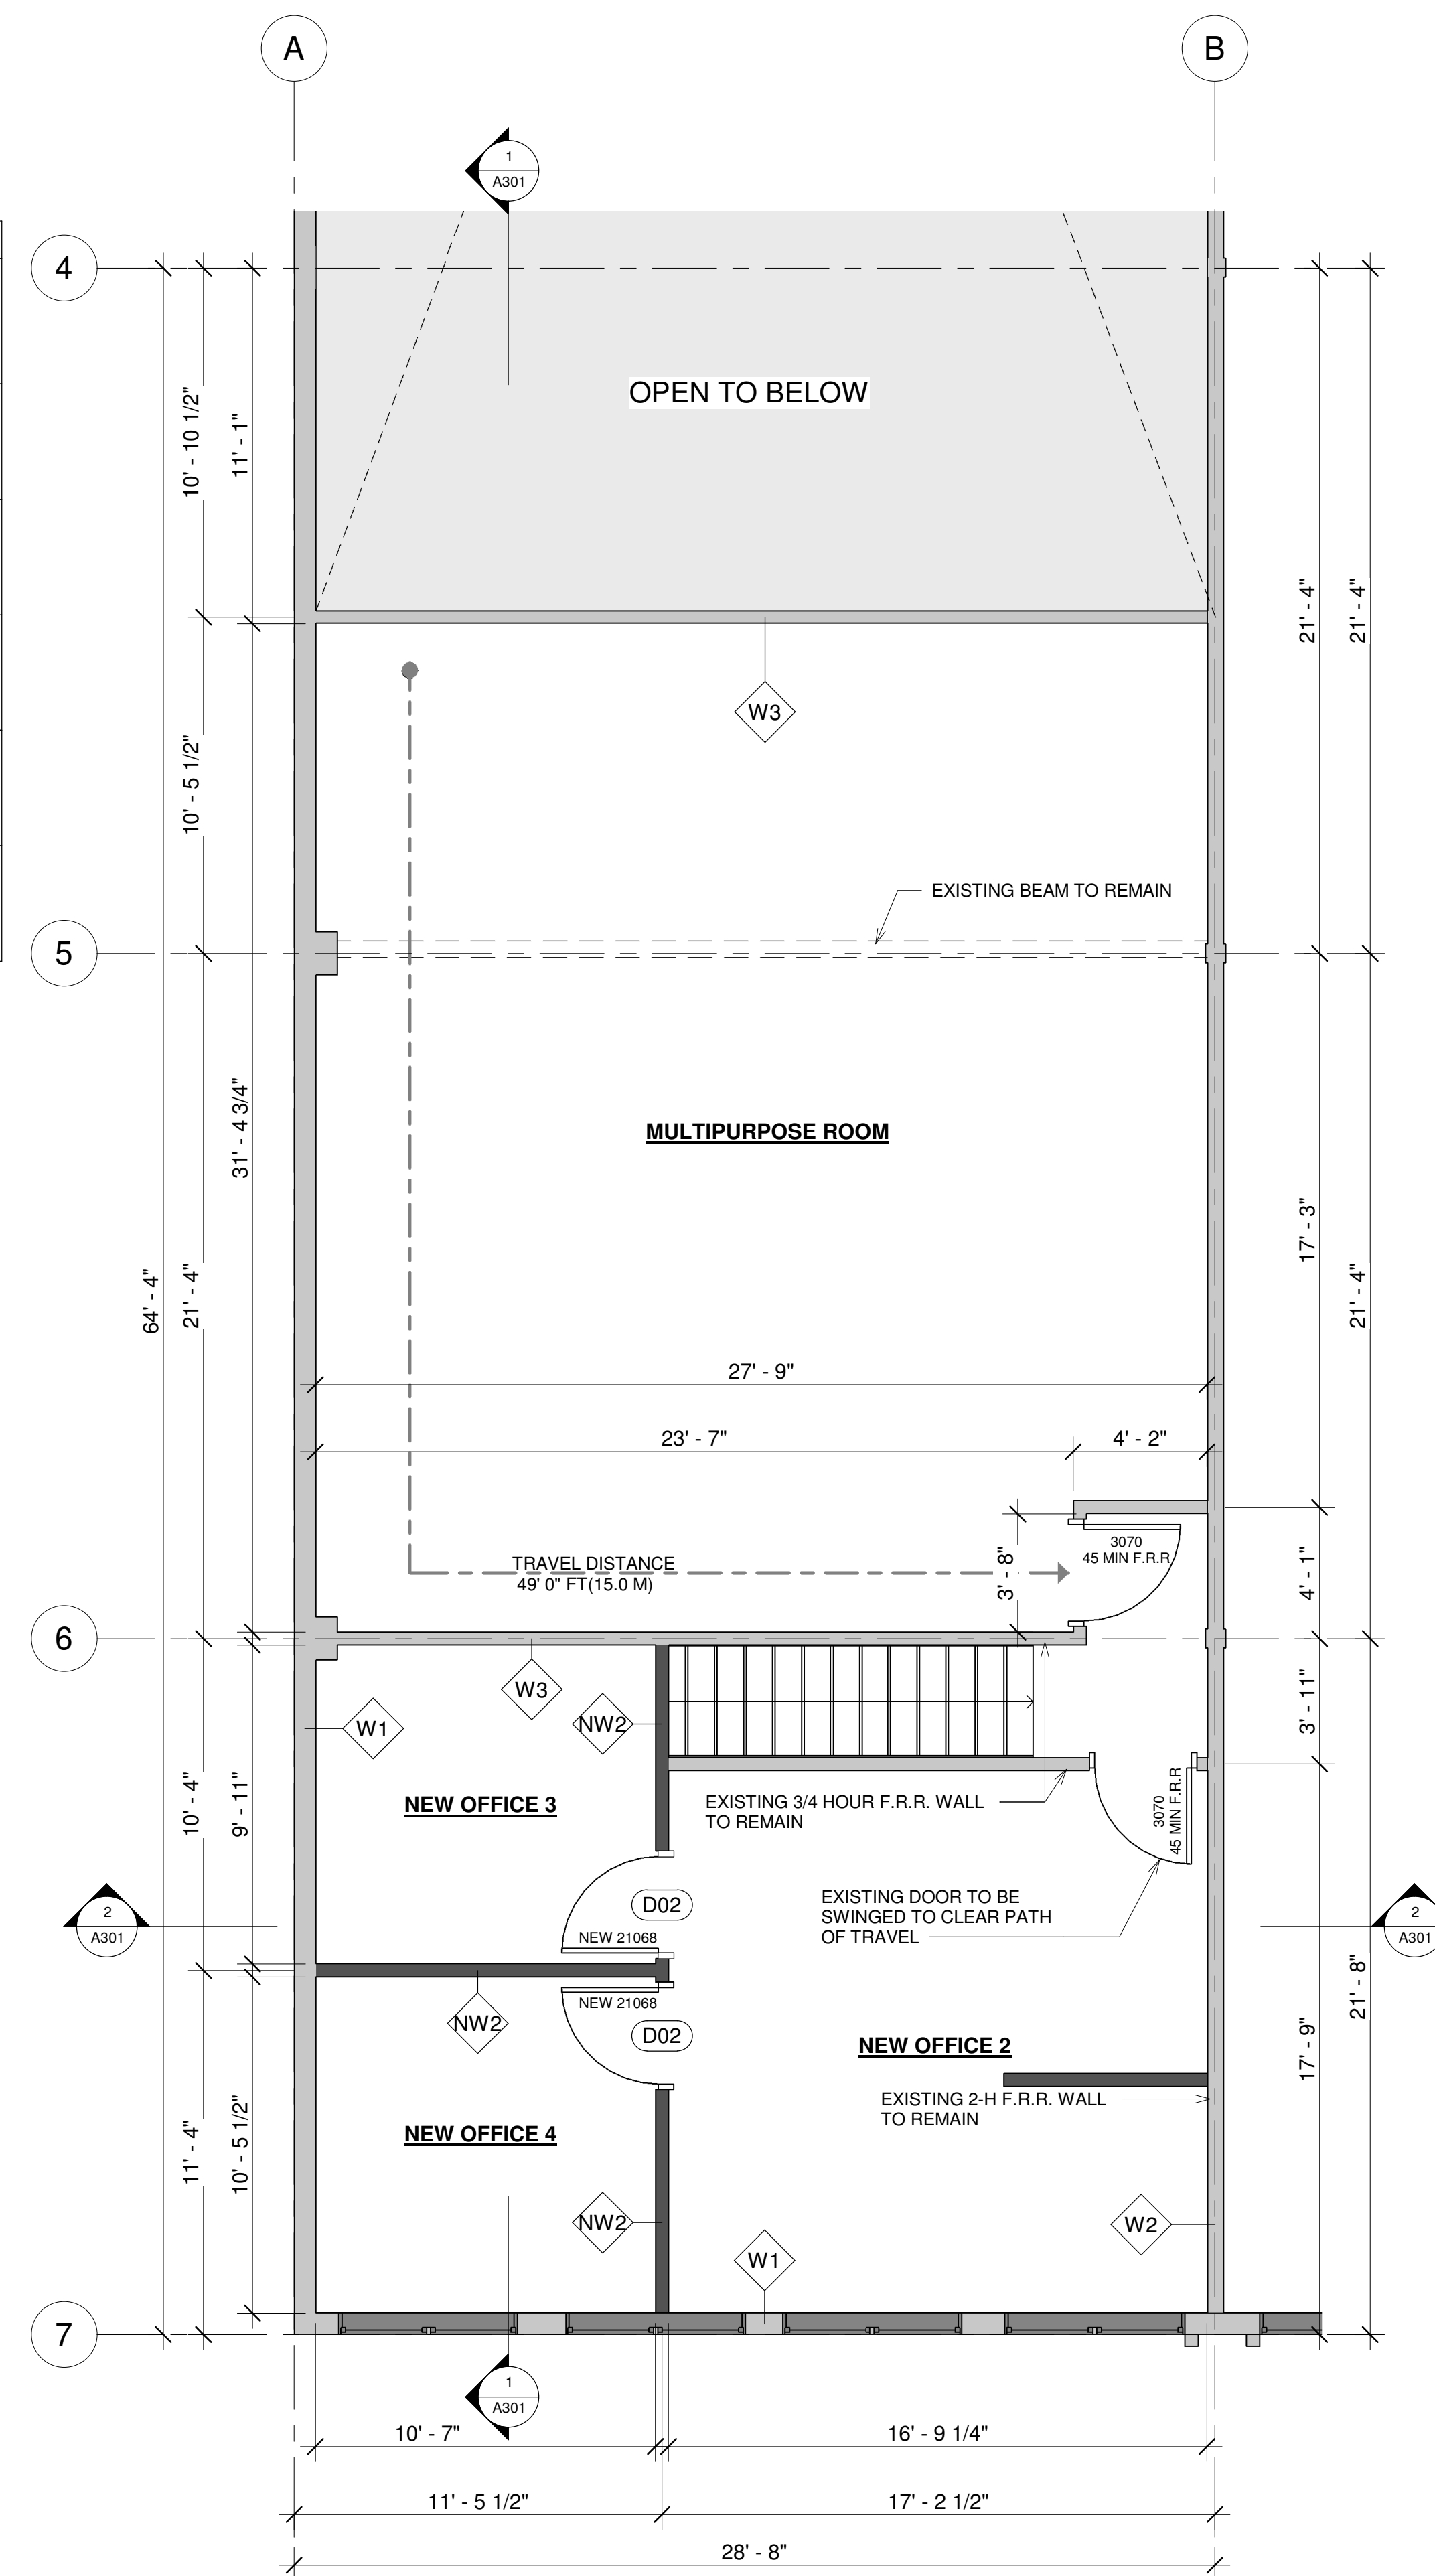 A
B
1
A301
4
10' - 10 1/2"
11' - 1"
OPEN TO BELOW
21' - 4"
21' - 4"
W3
10' - 5 1/2"
EXISTING BEAM TO REMAIN
5
31' - 4 3/4"
MULTIPURPOSE ROOM
17' - 3"
64' - 4"
21' - 4"
21' - 4"
27' - 9"
23' - 7"
4' - 2"
3070
45 MIN F.R.R
TRAVEL DISTANCE
49' 0" FT(15.0 M)
3' - 8"
4' - 1"
6
W3
W1
NW2
3' - 11"
NEW OFFICE 3
EXISTING 3/4 HOUR F.R.R. WALL
TO REMAIN
3070
45 MIN F.R.R
10' - 4"
9' - 11"
D02
EXISTING DOOR TO BE
SWINGED TO CLEAR PATH
OF TRAVEL
2
A301
2
A301
NEW 21068
NEW 21068
NW2
D02
NEW OFFICE 2
21' - 8"
17' - 9"
EXISTING 2-H F.R.R. WALL
TO REMAIN
NEW OFFICE 4
11' - 4"
10' - 5 1/2"
NW2
W1
W2
7
1
A301
10' - 7"
16' - 9 1/4"
11' - 5 1/2"
17' - 2 1/2"
28' - 8"